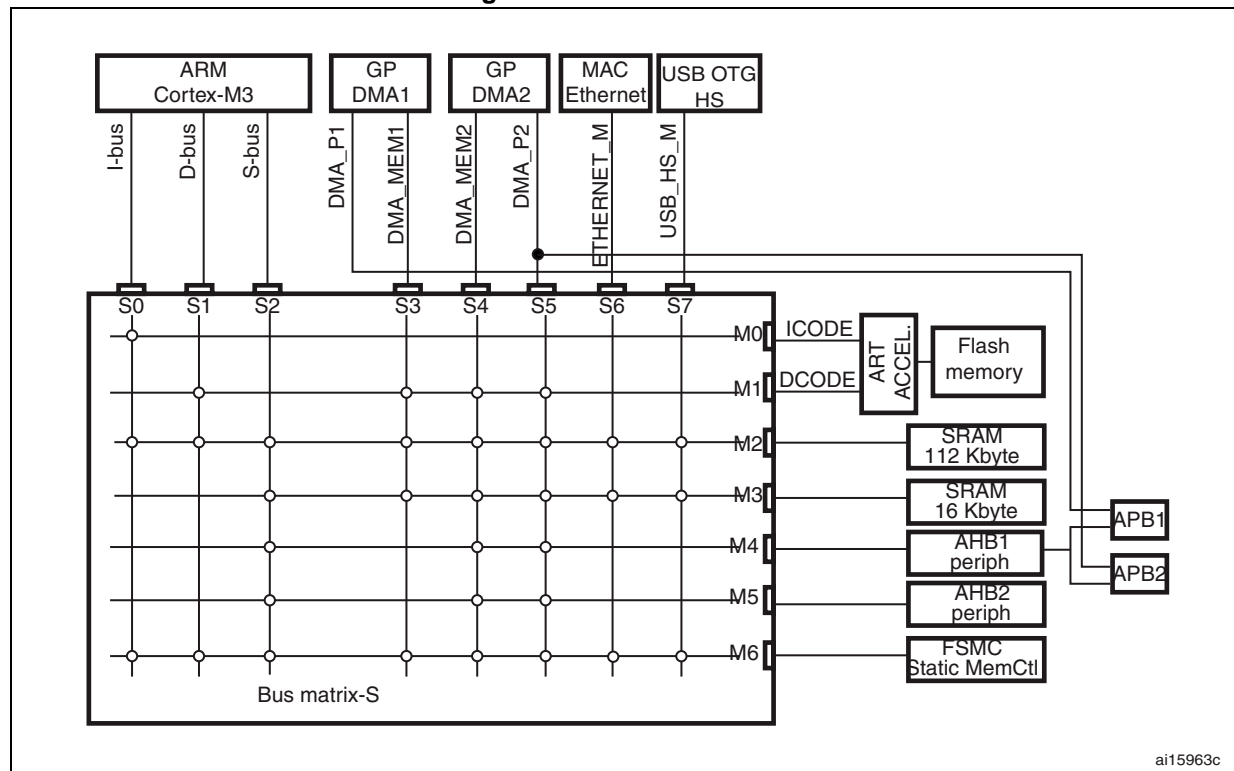 ARM
Cortex-M3
GP
DMA1
GP
DMA2
MAC
Ethernet
USB OTG
HS
I-bus
D-bus
S-bus
DMA_P1
DMA_MEM1
DMA_MEM2
DMA_P2
ETHERNET_M
USB_HS_M
S0 S1 S2 S3 S4 S5 S6 S7
M0
ICODE
M1
DCODE
ART
ACCEL.
Flash
memory
M2
SRAM
112 Kbyte
M3
SRAM
16 Kbyte
M4
AHB1
periph
APB1
APB2
M5
AHB2
periph
M6
FSMC
Static MemCtl
Bus matrix-S
ai15963c